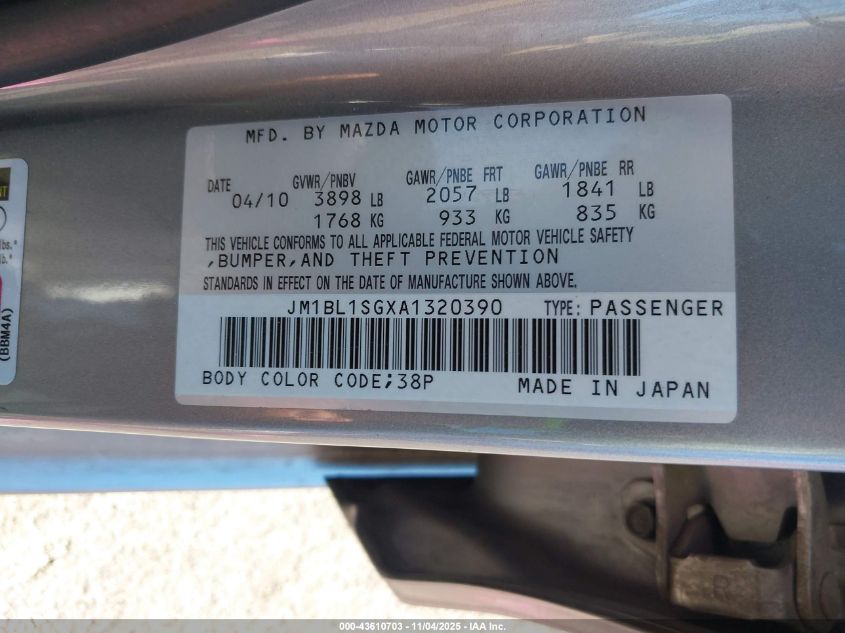 MFD. BY MAZDA MOTOR CORPORATION
DATE GVWR/PNBV GAWR/PNBE FRT GAWR/PNBE RR
04/10 3898 LB 2057 LB 1841 LB
1768 KG 933 KG 835 KG
THIS VEHICLE CONFORMS TO ALL APPLICABLE FEDERAL MOTOR VEHICLE SAFETY
,BUMPER,AND THEFT PREVENTION
STANDARDS IN EFFECT ON THE DATE OF MANUFACTURE SHOWN ABOVE.
JM1BL1SGXA1320390 TYPE: PASSENGER
BODY COLOR CODE;38P MADE IN JAPAN
lbs.*
lb.*
(BBM4A)
R
000-43610703 - 11/04/2025 - IAA Inc.